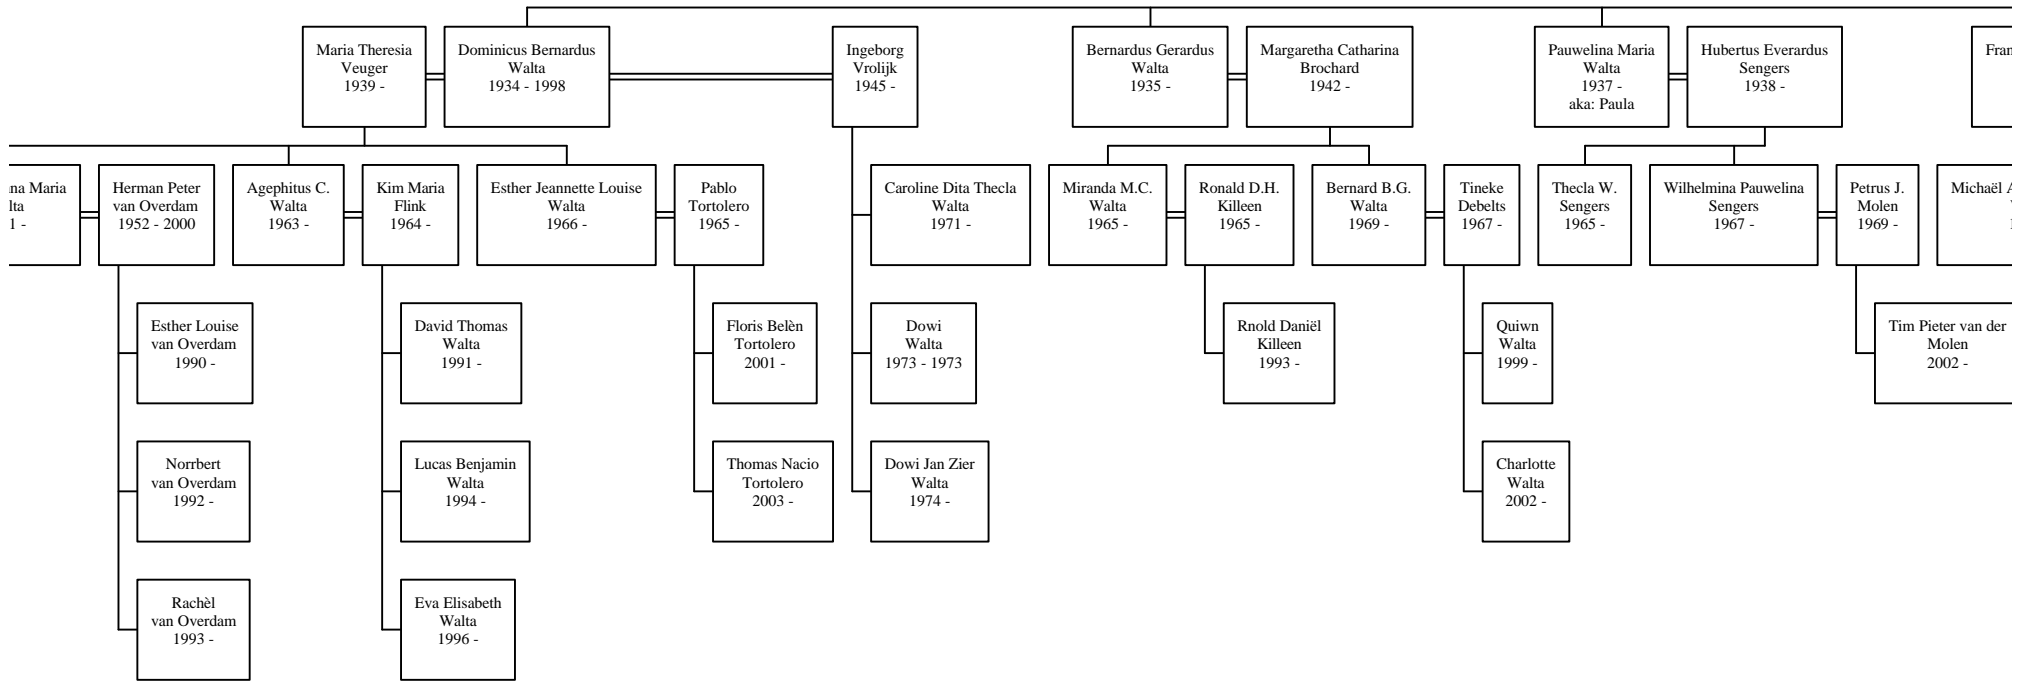 Maria Theresia
Veuger
1939 -
Dominicus Bernardus
Walta
1934 - 1998
Ingeborg
Vrolijk
1945 -
Bernardus Gerardus
Walta
1935 -
Margaretha Catharina
Brochard
1942 -
Pauwelina Maria
Walta
1937 -
aka: Paula
Hubertus Everardus
Sengers
1938 -
Maria
Herman Peter
van Overdam
1952 - 2000
Agephitus C.
Walta
1963 -
Kim Maria
Flink
1964 -
Esther Jeannette Louise
Walta
1966 -
Pablo
Tortolero
1965 -
Caroline Dita Thecla
Walta
1971 -
Miranda M.C.
Walta
1965 -
Ronald D.H.
Killeen
1965 -
Bernard B.G.
Walta
1969 -
Tineke
Debelts
1967 -
Thecla W.
Sengers
1965 -
Wilhelmina Pauwelina
Sengers
1967 -
Petrus J.
Molen
1969 -
Michaël
Esther Louise
van Overdam
1990 -
David Thomas
Walta
1991 -
Floris Belèn
Tortolero
2001 -
Dowi
Walta
1973 - 1973
Rnold Daniël
Killeen
1993 -
Quiwn
Walta
1999 -
Tim Pieter van der
Molen
2002 -
Norrbert
van Overdam
1992 -
Lucas Benjamin
Walta
1994 -
Thomas Nacio
Tortolero
2003 -
Dowi Jan Zier
Walta
1974 -
Charlotte
Walta
2002 -
Rachèl
van Overdam
1993 -
Eva Elisabeth
Walta
1996 -